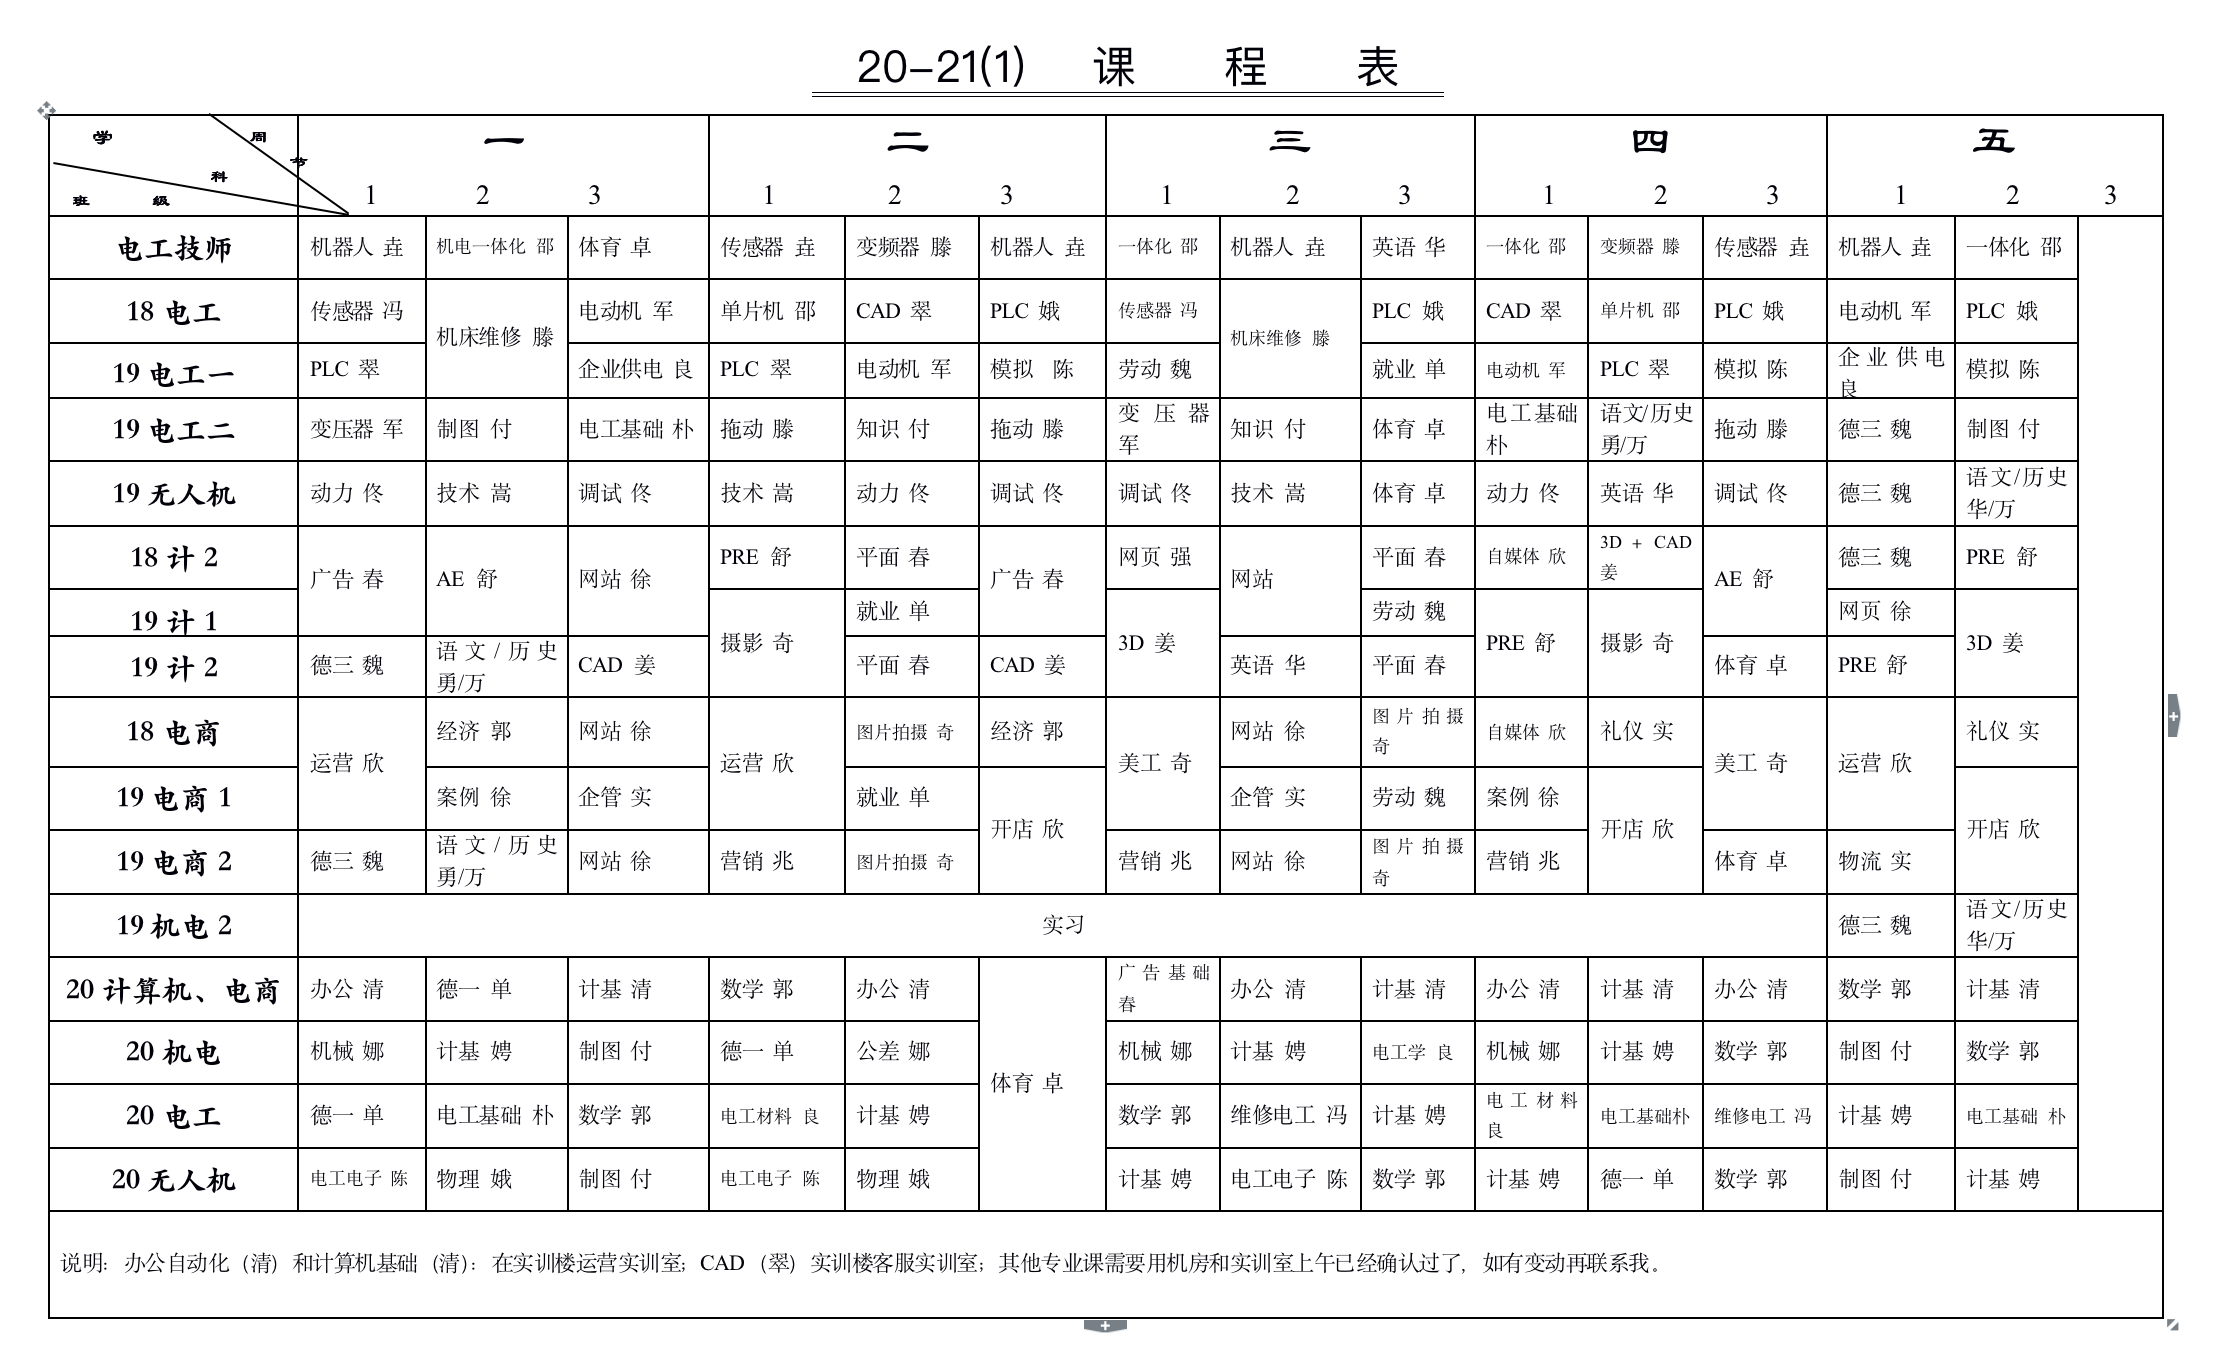 20-21(1) 课 程 表
学 周 节 科 班 级
一 二 三 四 五
1 2 3 1 2 3 1 2 3 1 2 3 1 2 3
电工技师 机器人 垚 机电一体化 邵 体育 卓 传感器 垚 变频器 滕 机器人 垚 一体化 邵 机器人 垚 英语 华 一体化 邵 变频器 滕 传感器 垚 机器人 垚 一体化 邵
18 电工 传感器 冯 机床维修 滕 电动机 军 单片机 邵 CAD 翠 PLC 娥 传感器 冯 机床维修 滕 PLC 娥 CAD 翠 单片机 邵 PLC 娥 电动机 军 PLC 娥
19 电工一 PLC 翠 企业供电 良 PLC 翠 电动机 军 模拟 陈 劳动 魏 就业 单 电动机 军 PLC 翠 模拟 陈 企业供电 良 模拟 陈
19 电工二 变压器 军 制图 付 电工基础 朴 拖动 滕 知识 付 拖动 滕 变压器 军 知识 付 体育 卓 电工基础 朴 语文/历史 勇/万 拖动 滕 德三 魏 制图 付
19 无人机 动力 佟 技术 嵩 调试 佟 技术 嵩 动力 佟 调试 佟 调试 佟 技术 嵩 体育 卓 动力 佟 英语 华 调试 佟 德三 魏 语文/历史 华/万
18 计 2 广告 春 AE 舒 网站 徐 PRE 舒 平面 春 广告 春 网页 强 网站 平面 春 自媒体 欣 3D + CAD 姜 AE 舒 德三 魏 PRE 舒
19 计 1 摄影 奇 就业 单 3D 姜 劳动 魏 PRE 舒 摄影 奇 网页 徐 3D 姜
19 计 2 德三 魏 语文/历史 勇/万 CAD 姜 平面 春 CAD 姜 英语 华 平面 春 体育 卓 PRE 舒
18 电商 运营 欣 经济 郭 网站 徐 运营 欣 图片拍摄 奇 经济 郭 美工 奇 网站 徐 图片拍摄 奇 自媒体 欣 礼仪 实 美工 奇 运营 欣 礼仪 实
19 电商 1 案例 徐 企管 实 就业 单 开店 欣 企管 实 劳动 魏 案例 徐 开店 欣 开店 欣
19 电商 2 德三 魏 语文/历史 勇/万 网站 徐 营销 兆 图片拍摄 奇 营销 兆 网站 徐 图片拍摄 奇 营销 兆 体育 卓 物流 实
19 机电 2 实习 德三 魏 语文/历史 华/万
20 计算机、电商 办公 清 德一 单 计基 清 数学 郭 办公 清 体育 卓 广告基础 春 办公 清 计基 清 办公 清 计基 清 办公 清 数学 郭 计基 清
20 机电 机械 娜 计基 娉 制图 付 德一 单 公差 娜 机械 娜 计基 娉 电工学 良 机械 娜 计基 娉 数学 郭 制图 付 数学 郭
20 电工 德一 单 电工基础 朴 数学 郭 电工材料 良 计基 娉 数学 郭 维修电工 冯 计基 娉 电工材料 良 电工基础朴 维修电工 冯 计基 娉 电工基础 朴
20 无人机 电工电子 陈 物理 娥 制图 付 电工电子 陈 物理 娥 计基 娉 电工电子 陈 数学 郭 计基 娉 德一 单 数学 郭 制图 付 计基 娉
说明：办公自动化（清）和计算机基础（清）：在实训楼运营实训室；CAD（翠）实训楼客服实训室；其他专业课需要用机房和实训室上午已经确认过了，如有变动再联系我。